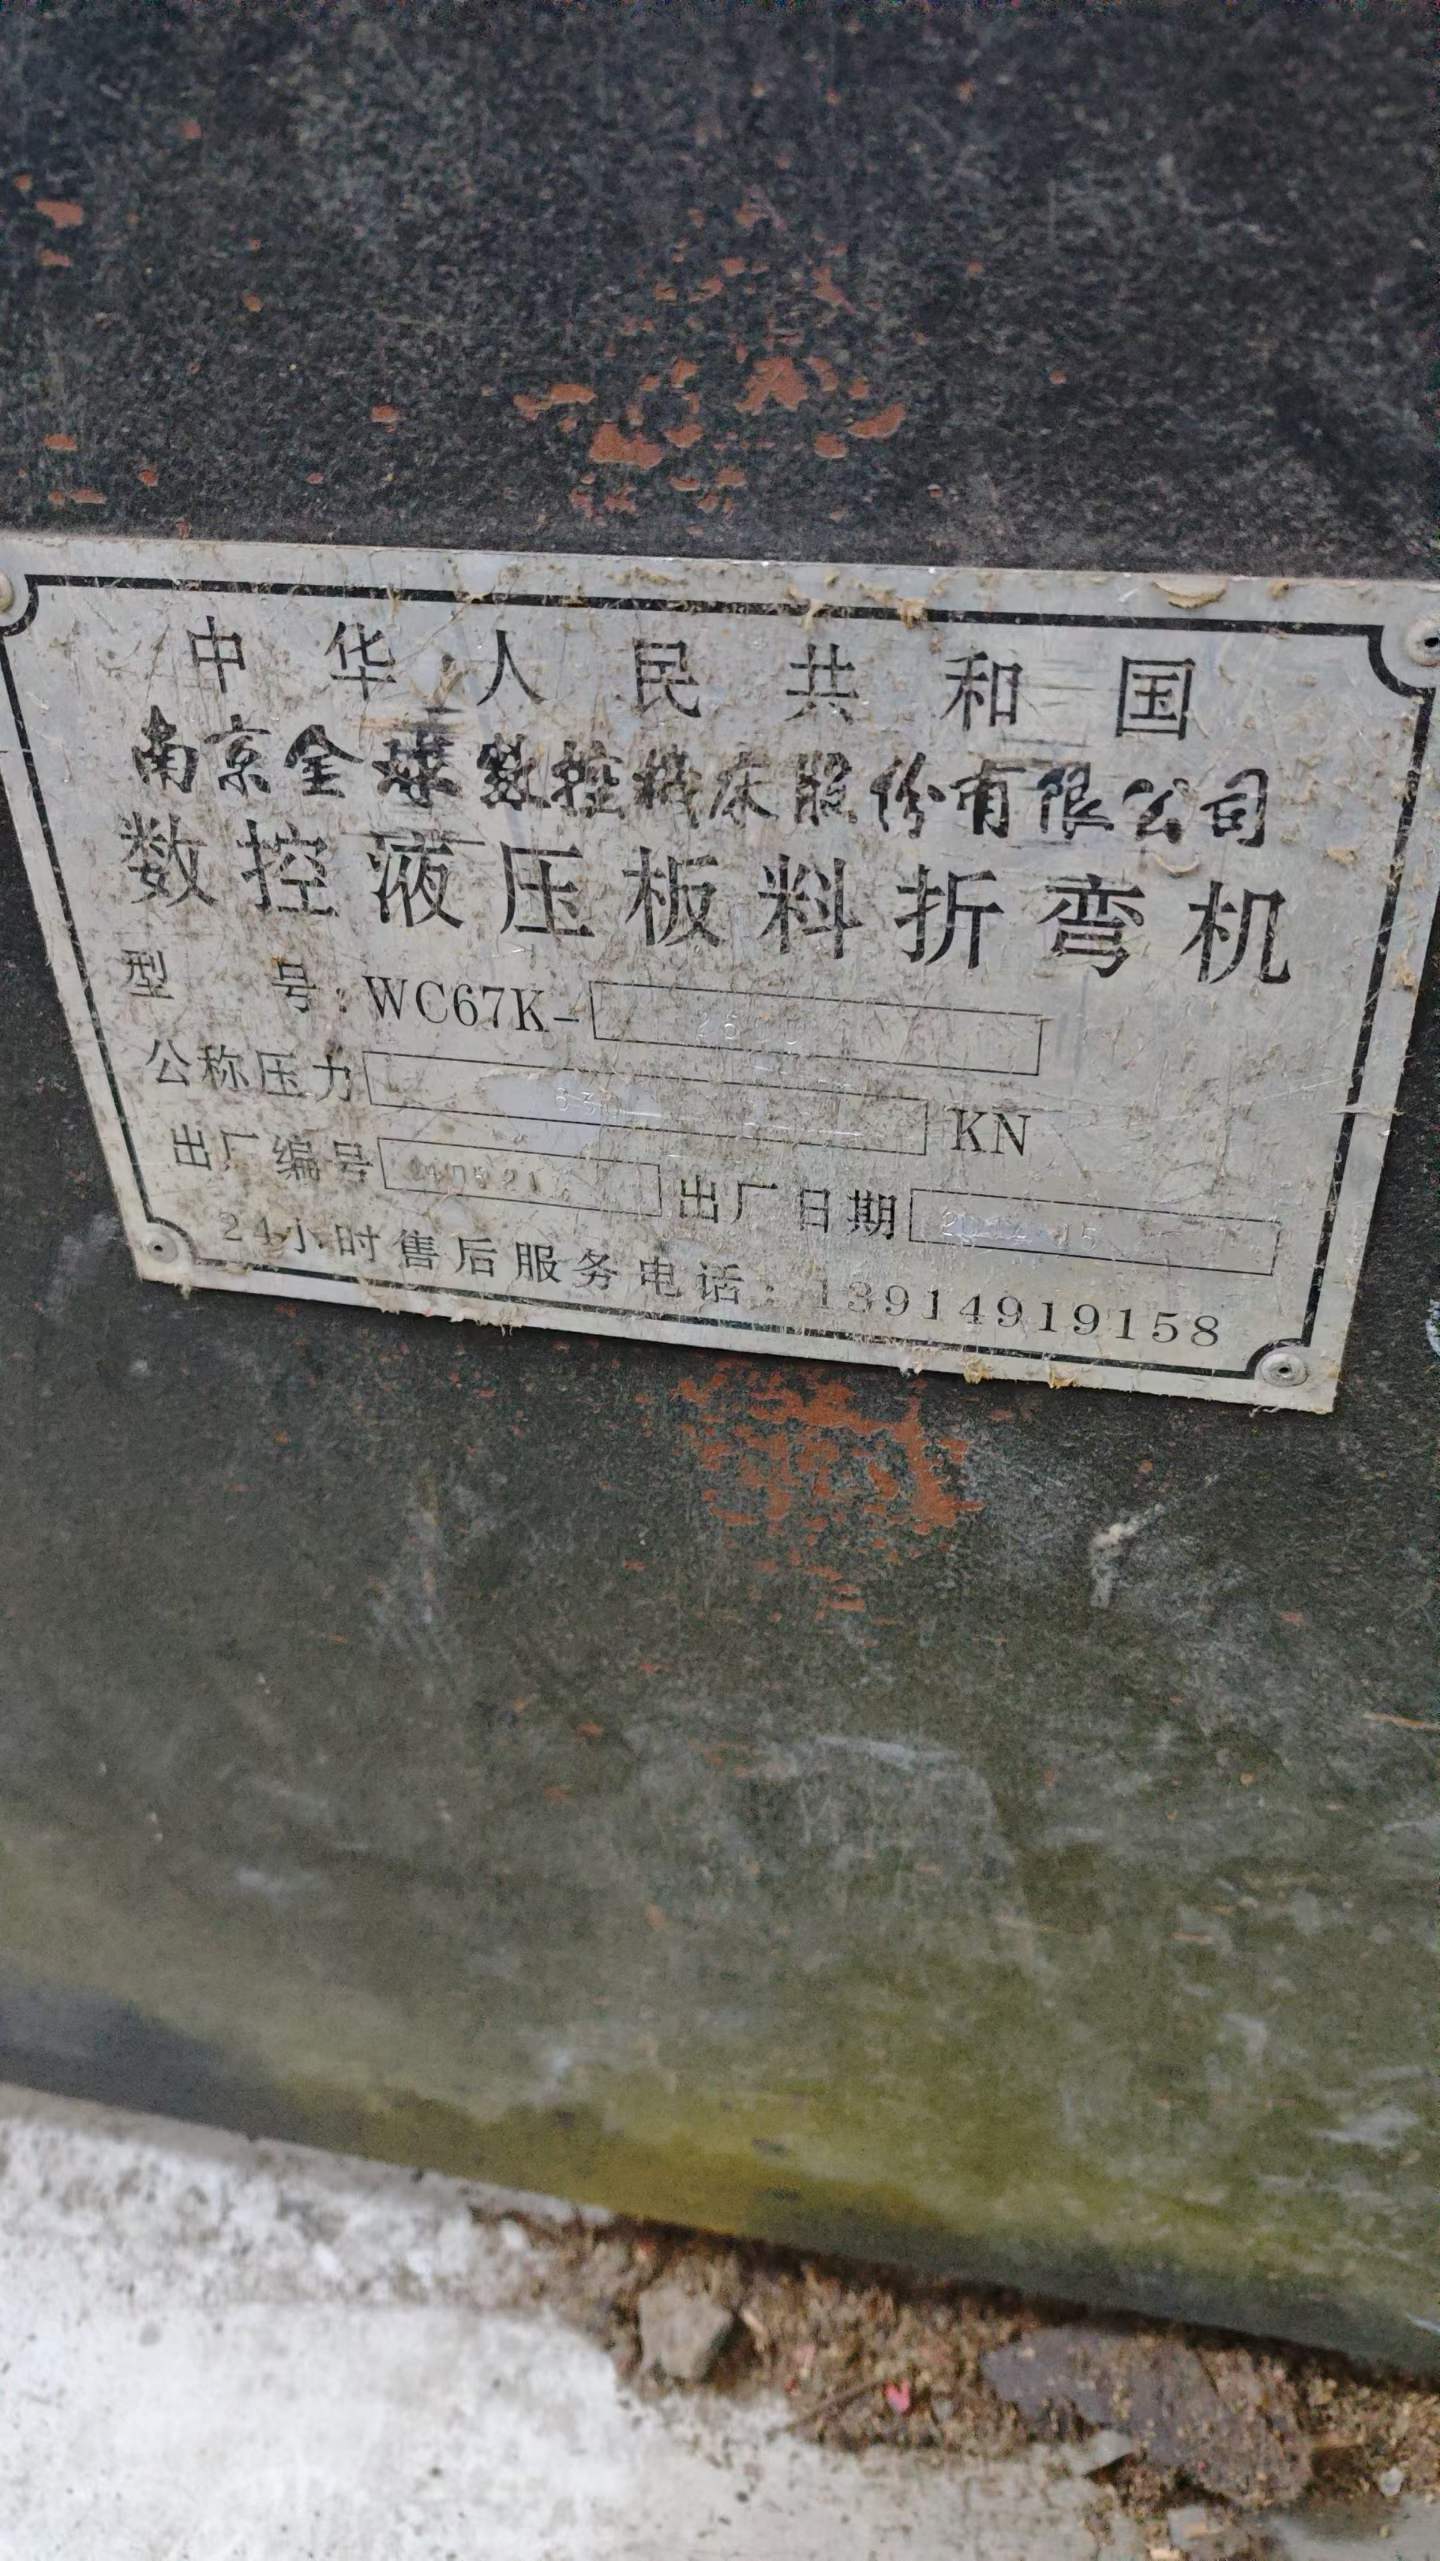 中华人民共和国
南京全球数控机床股份有限公司
数控液压板料折弯机
型 号:WC67K-
公称压力 630 KN
出厂编号 出厂日期
24小时售后服务电话:13914919158